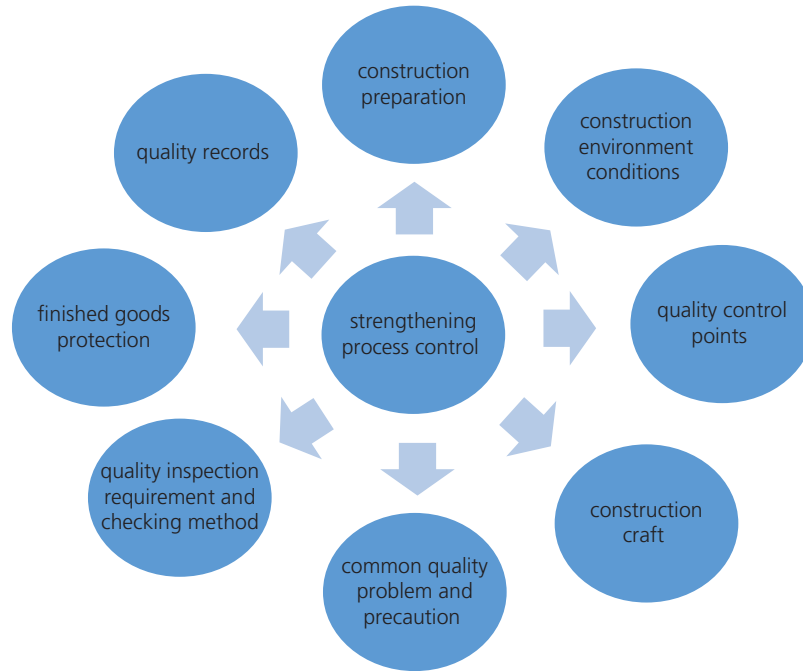 construction
preparation
construction
environment
conditions
quality records
finished goods
protection
strengthening
process control
quality control
points
quality inspection
requirement and
checking method
construction
craft
common quality
problem and
precaution